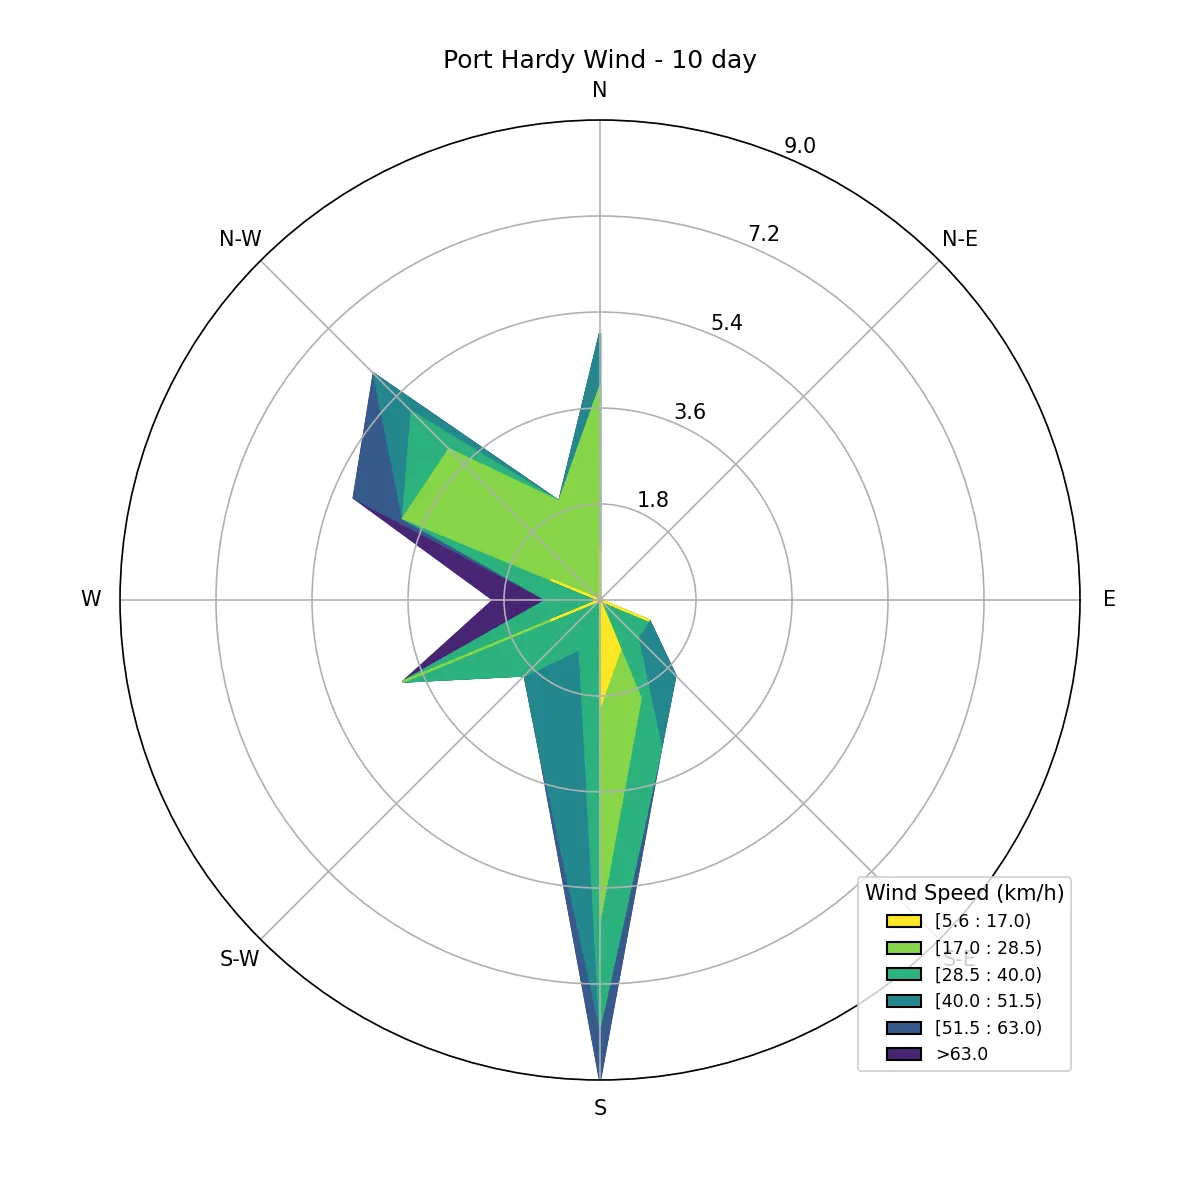 Port Hardy Wind - 10 day
N
9.0
N-W
N-E
7.2
5.4
3.6
1.8
W
E
S-W
S-E
S
Wind Speed (km/h)
[5.6 : 17.0)
[17.0 : 28.5)
[28.5 : 40.0)
[40.0 : 51.5)
[51.5 : 63.0)
>63.0